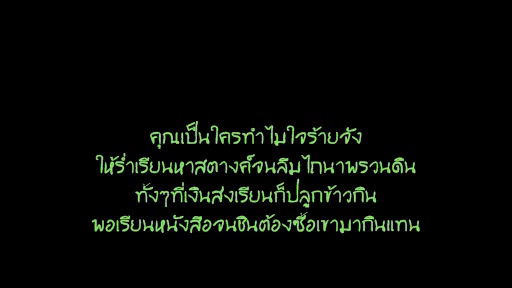 คุณเป็นใครทำไมใจร้ายจัง
ให้ร่ำเรียนหาสตางค์จนลืมไถนาพรวนดิน
ทั้งๆที่เงินส่งเรียนก็ปลูกข้าวกิน
พอเรียนหนังสือจนชินต้องซื้อเขามากินแทน